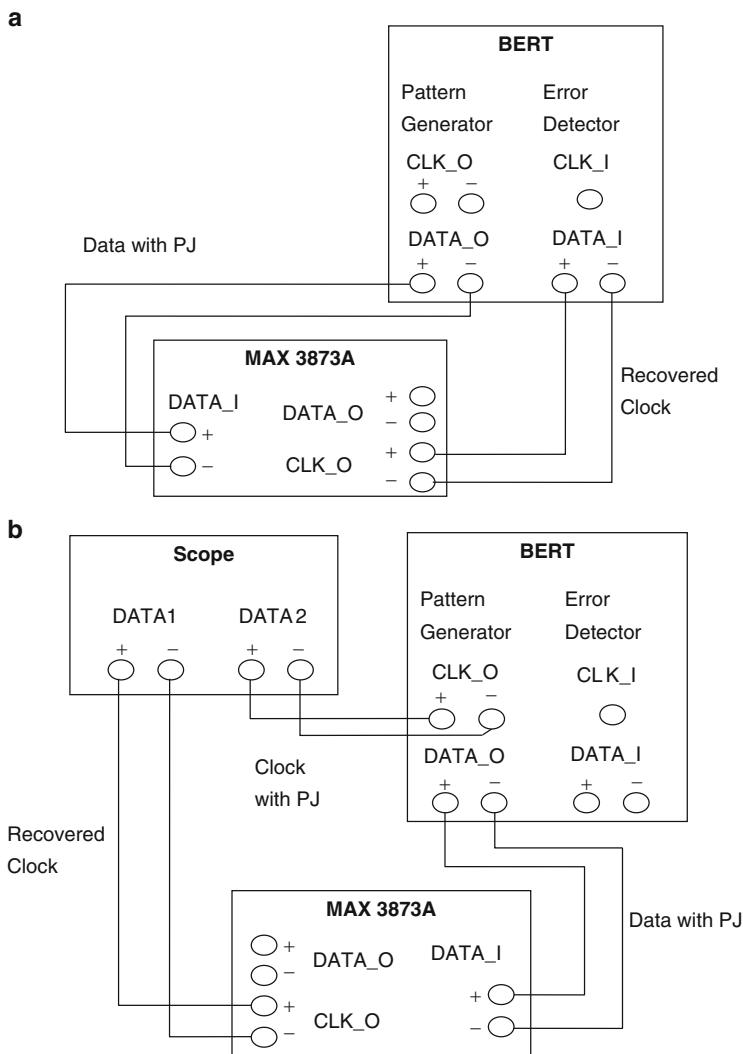 a
BERT
Pattern
Generator
Error
Detector
CLK_O
+ −
CLK_I
DATA_O
+ −
DATA_I
+ −
Data with PJ
MAX 3873A
DATA_I
+
−
DATA_O
+
−
CLK_O
+
−
Recovered
Clock
b
Scope
DATA1
+ −
DATA2
+ −
BERT
Pattern
Generator
Error
Detector
CLK_O
+ −
CLK_I
DATA_O
+ −
DATA_I
+ −
Clock
with PJ
Recovered
Clock
MAX 3873A
+
−
DATA_O
+
−
CLK_O
DATA_I
+
−
Data with PJ